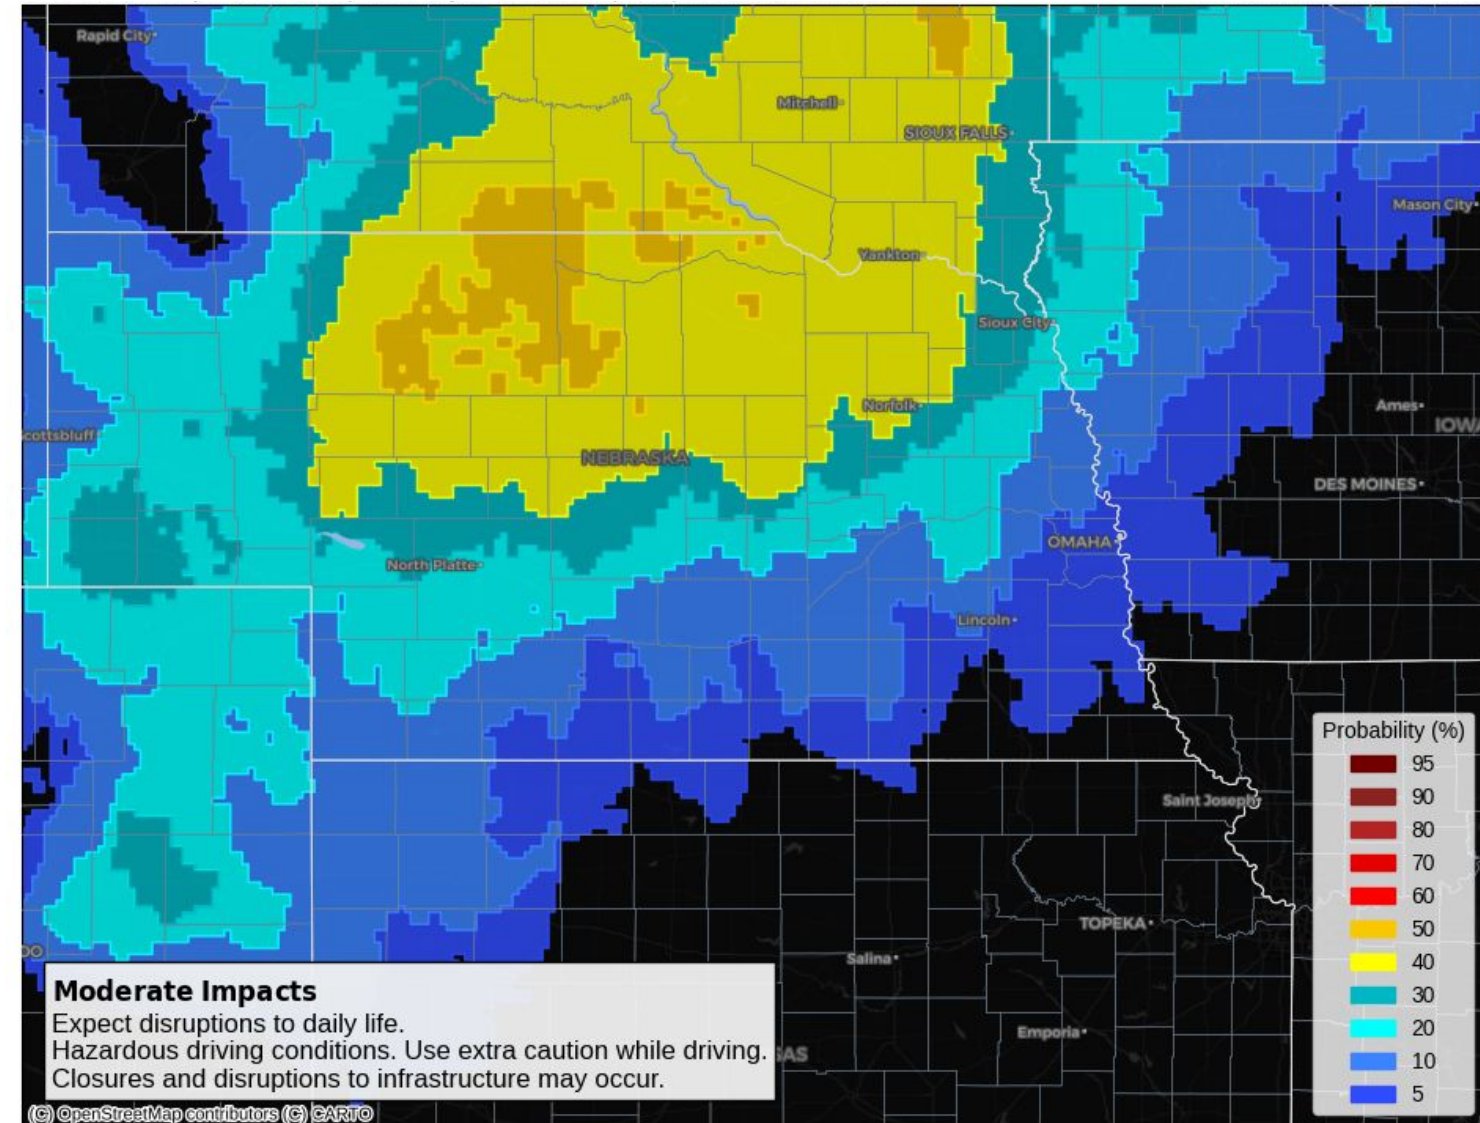 Rapid City
Mitchell
SIOUX FALLS
Mason City
Yankton
Sioux City
Norfolk
Ames
IOWA
Scottsbluff
NEBRASKA
DES MOINES
OMAHA
North Platte
Lincoln
Saint Joseph
TOPEKA
Salina
Emporia
SAS
DO
Probability (%)
95
90
80
70
60
50
40
30
20
10
5
Moderate Impacts
Expect disruptions to daily life.
Hazardous driving conditions. Use extra caution while driving.
Closures and disruptions to infrastructure may occur.
(C) OpenStreetMap contributors (C) CARTO